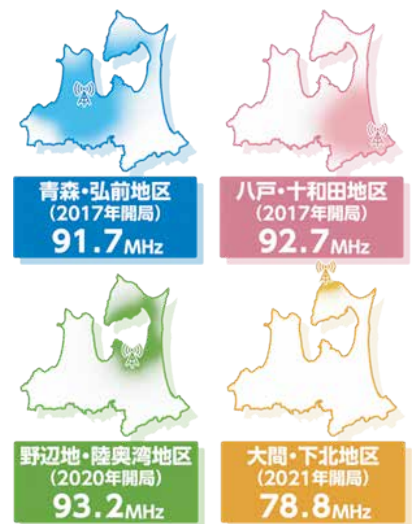 青森・弘前地区
(2017年開局)
91.7MHz
八戸・十和田地区
(2017年開局)
92.7MHz
野辺地・陸奥湾地区
(2020年開局)
93.2MHz
大間・下北地区
(2021年開局)
78.8MHz